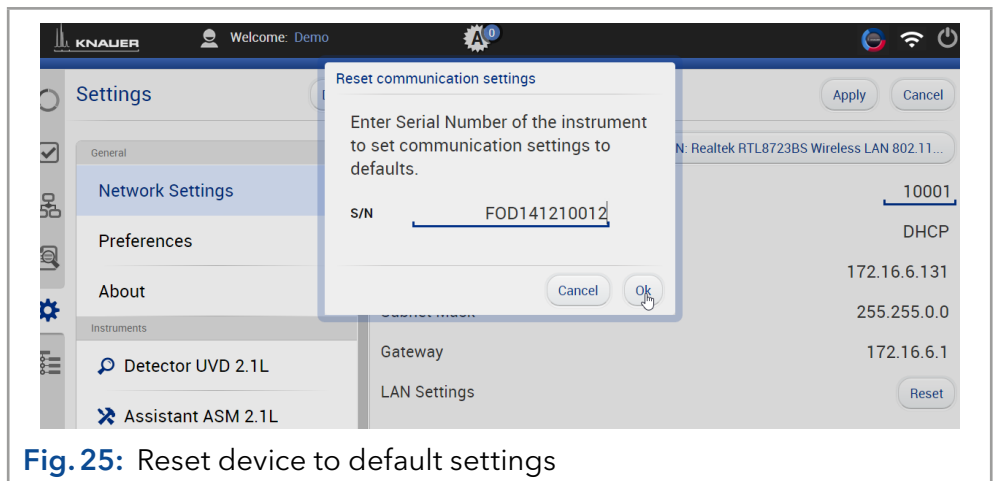 KNAUER
Welcome: Demo
0
Settings
Apply
Cancel
Reset communication settings
Enter Serial Number of the instrument
to set communication settings to
defaults.
S/N FOD141210012
Cancel
Ok
General
Network Settings
Preferences
About
Instruments
Detector UVD 2.1L
Assistant ASM 2.1L
N: Realtek RTL8723BS Wireless LAN 802.11...
10001
DHCP
172.16.6.131
255.255.0.0
Gateway 172.16.6.1
LAN Settings Reset
Fig. 25: Reset device to default settings